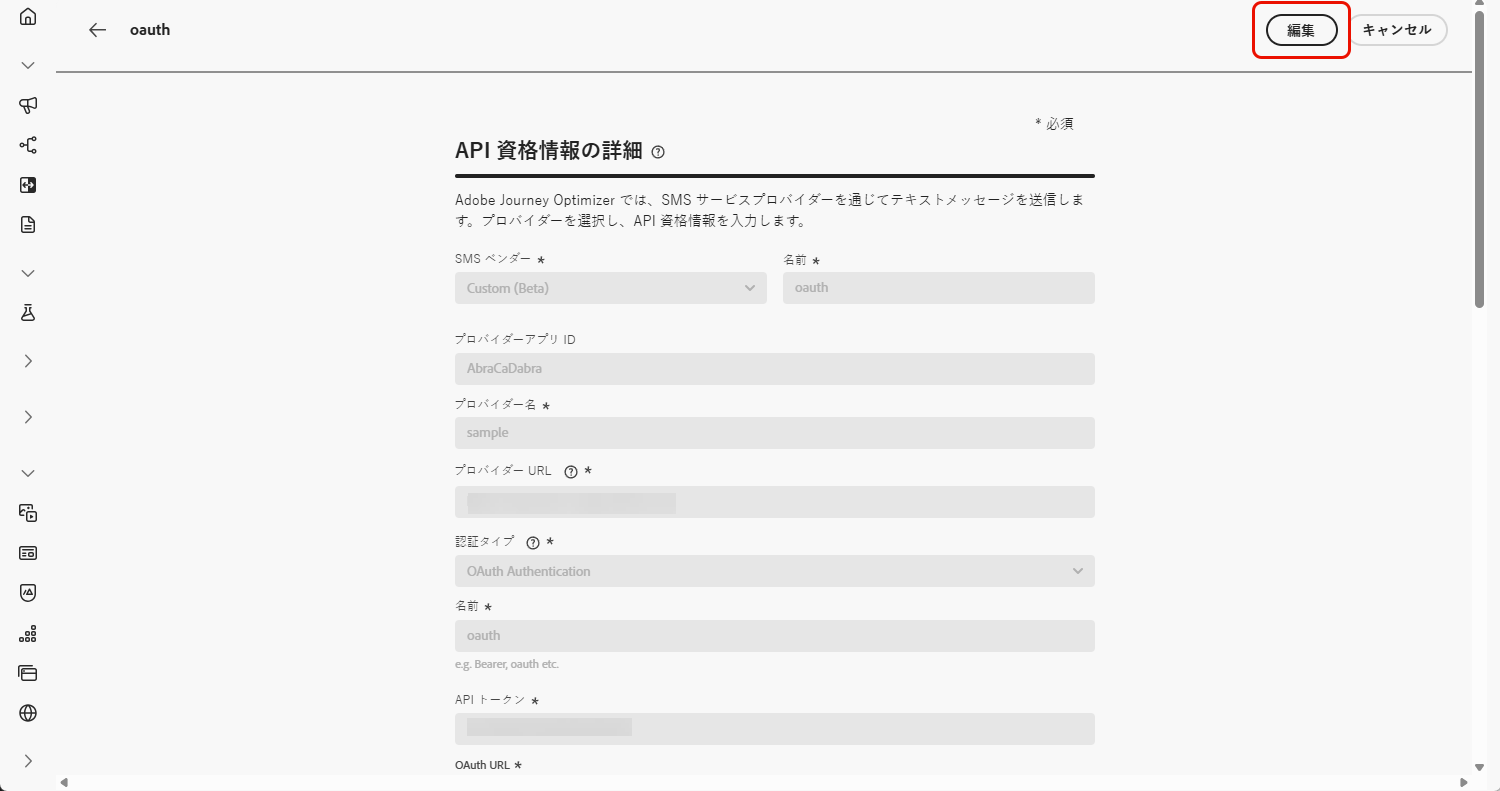 oauth
編集
キャンセル
* 必須
API 資格情報の詳細
Adobe Journey Optimizer では、SMS サービスプロバイダーを通じてテキストメッセージを送信しま
す。プロバイダーを選択し、API 資格情報を入力します。
SMS ベンダー *
名前 *
Custom (Beta)
oauth
プロバイダーアプリ ID
AbraCaDabra
プロバイダー名 *
sample
プロバイダー URL *
認証タイプ *
OAuth Authentication
名前 *
oauth
e.g. Bearer, oauth etc.
API トークン *
OAuth URL *